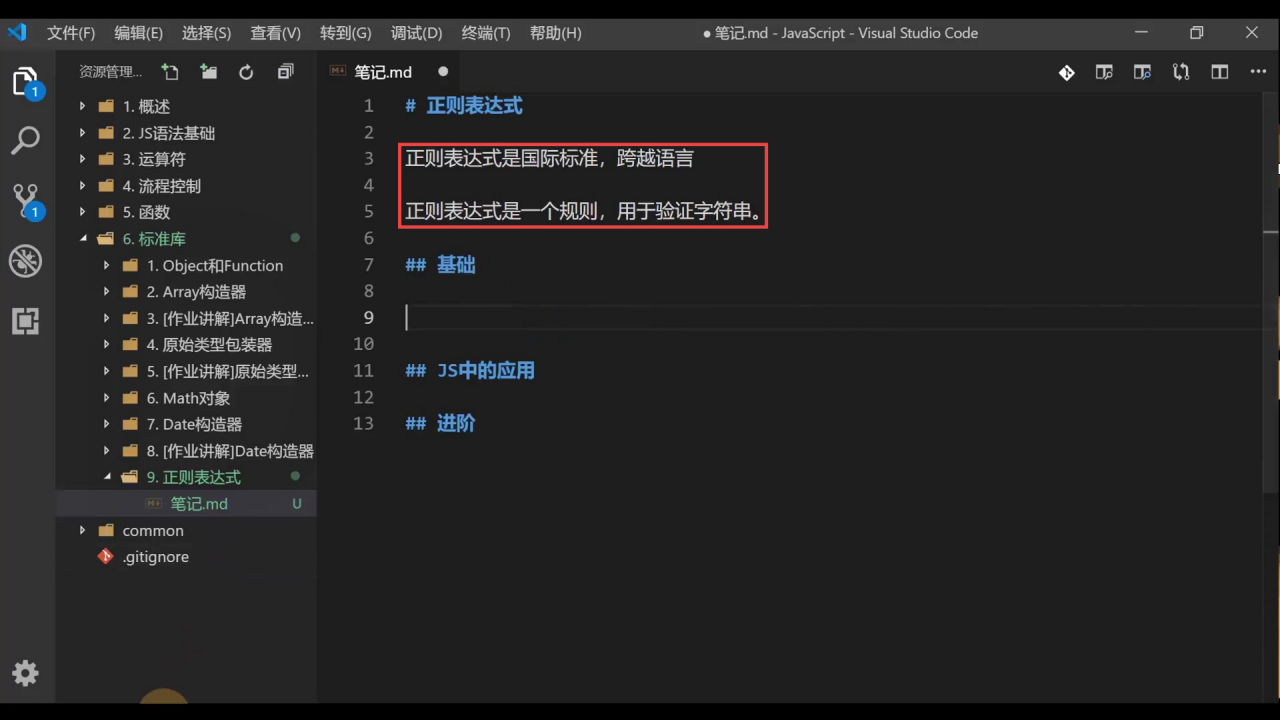 文件(F) 编辑(E) 选择(S) 查看(V) 转到(G) 调试(D) 终端(T) 帮助(H) ● 笔记.md - JavaScript - Visual Studio Code
资源管理... 笔记.md
1
1. 概述
2. JS语法基础
3. 运算符
4. 流程控制
5. 函数
1
6. 标准库
1. Object和Function
2. Array构造器
3. [作业讲解]Array构造...
4. 原始类型包装器
5. [作业讲解]原始类型...
6. Math对象
7. Date构造器
8. [作业讲解]Date构造器
9. 正则表达式
笔记.md U
common
.gitignore
1 # 正则表达式
2
3 正则表达式是国际标准，跨越语言
4
5 正则表达式是一个规则，用于验证字符串。
6
7 ## 基础
8
9
10
11 ## JS中的应用
12
13 ## 进阶